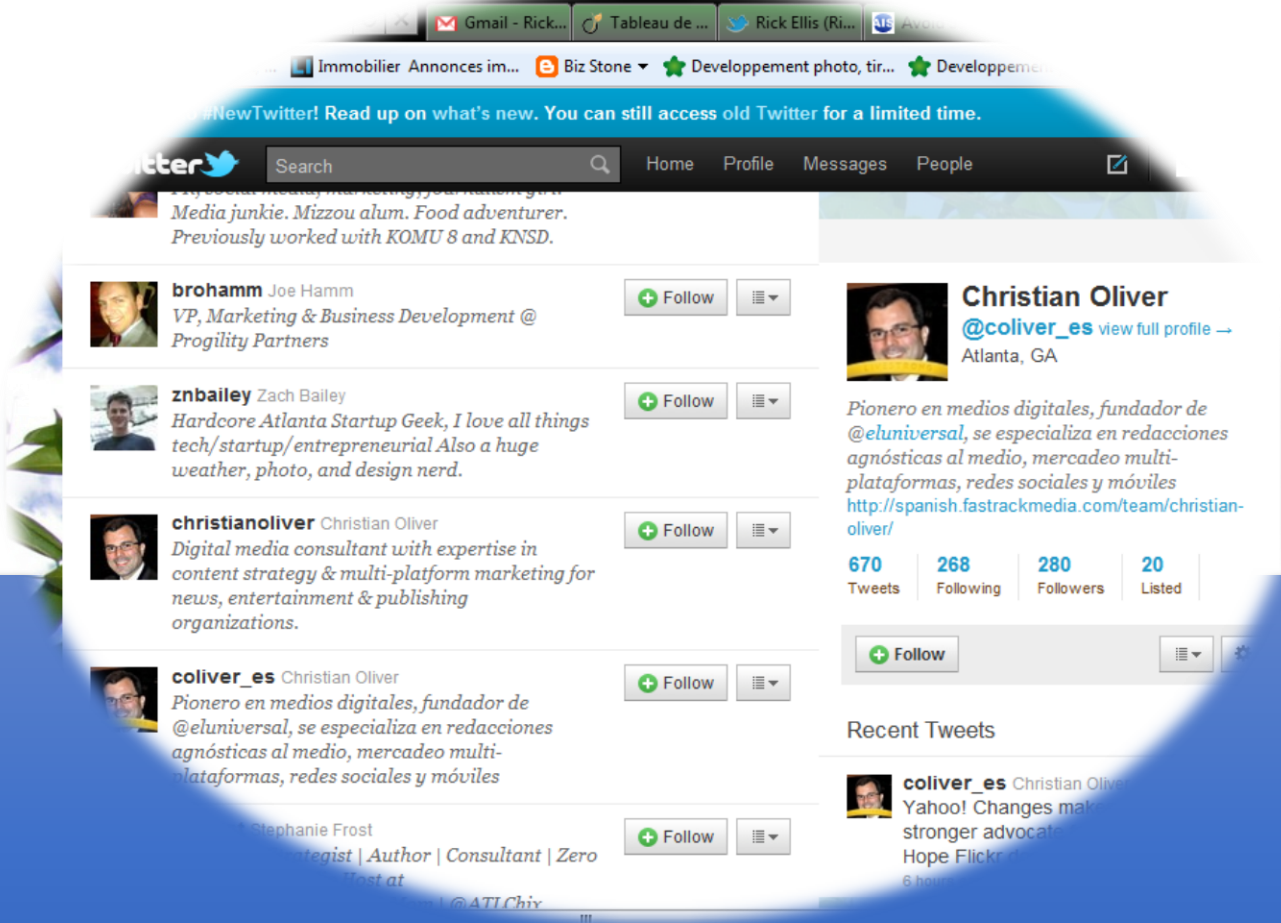 Gmail - Rick...
Tableau de ...
Rick Ellis (Ri...
Immobilier Annonces im...
Biz Stone
Developpement photo, tir...
#NewTwitter! Read up on what's new. You can still access old Twitter for a limited time.
Search
Home
Profile
Messages
People
Media junkie. Mizzou alum. Food adventurer.
Previously worked with KOMU 8 and KNSD.
brohamm Joe Hamm
VP, Marketing & Business Development @
Progility Partners
Follow
znbailey Zach Bailey
Hardcore Atlanta Startup Geek, I love all things
tech/startup/entrepreneurial Also a huge
weather, photo, and design nerd.
Follow
christianoliver Christian Oliver
Digital media consultant with expertise in
content strategy & multi-platform marketing for
news, entertainment & publishing
organizations.
Follow
coliver_es Christian Oliver
Pionero en medios digitales, fundador de
@eluniversal, se especializa en redacciones
agnósticas al medio, mercadeo multi-
plataformas, redes sociales y móviles
Follow
Stephanie Frost
| Author | Consultant | Zero
at
| @ATLChix
Follow
Christian Oliver
@coliver_es view full profile →
Atlanta, GA
Pionero en medios digitales, fundador de
@eluniversal, se especializa en redacciones
agnósticas al medio, mercadeo multi-
plataformas, redes sociales y móviles
http://spanish.fastrackmedia.com/team/christian-
oliver/
670 268 280 20
Tweets Following Followers Listed
Follow
Recent Tweets
coliver_es Christian Oliver
Yahoo! Changes
stronger
Hope Flickr
6